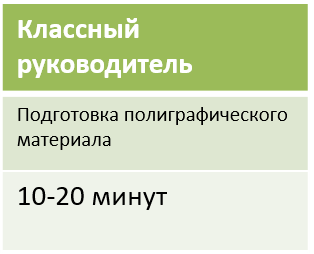 Классный
руководитель
Подготовка полиграфического
материала
10-20 минут